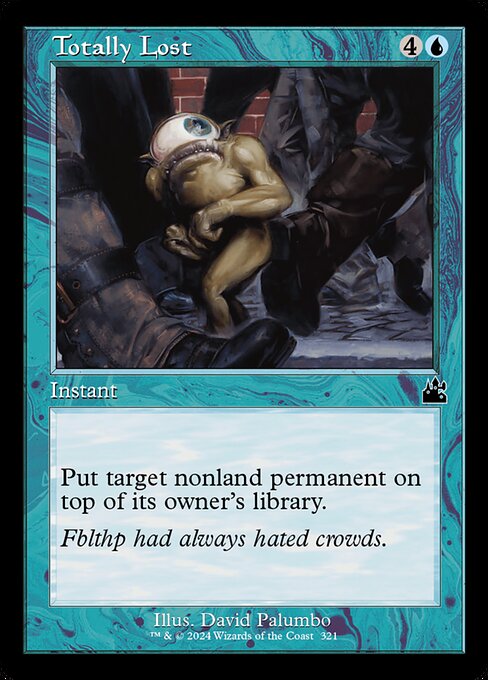 Totally Lost 4
Instant
Put target nonland permanent on
top of its owner's library.
Fblthp had always hated crowds.
Illus. David Palumbo
™ & © 2024 Wizards of the Coast 321